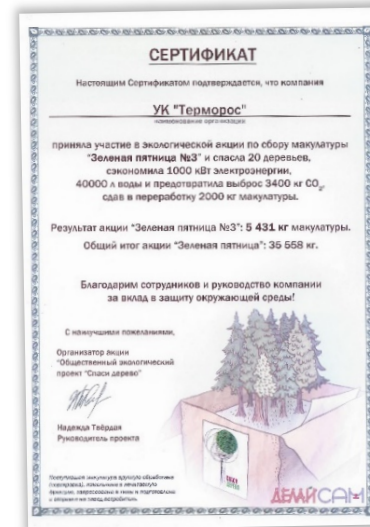 СЕРТИФИКАТ
Настоящим Сертификатом подтверждается, что компания
УК "Терморос"
наименование организации
приняла участие в экологической акции по сбору макулатуры
"Зеленая пятница №3" и спасла 20 деревьев,
сэкономила 1000 кВт электроэнергии,
40000 л воды и предотвратила выброс 3400 кг CO2,
сдав в переработку 2000 кг макулатуры.
Результат акции "Зеленая пятница №3": 5 431 кг макулатуры.
Общий итог акции "Зеленая пятница": 35 558 кг.
Благодарим сотрудников и руководство компании
за вклад в защиту окружающей среды!
С наилучшими пожеланиями,
Организатор акции
"Общественный экологический
проект "Спаси дерево"
Надежда Твёрдая
Руководитель проекта
ДЕЛАЙСАМ